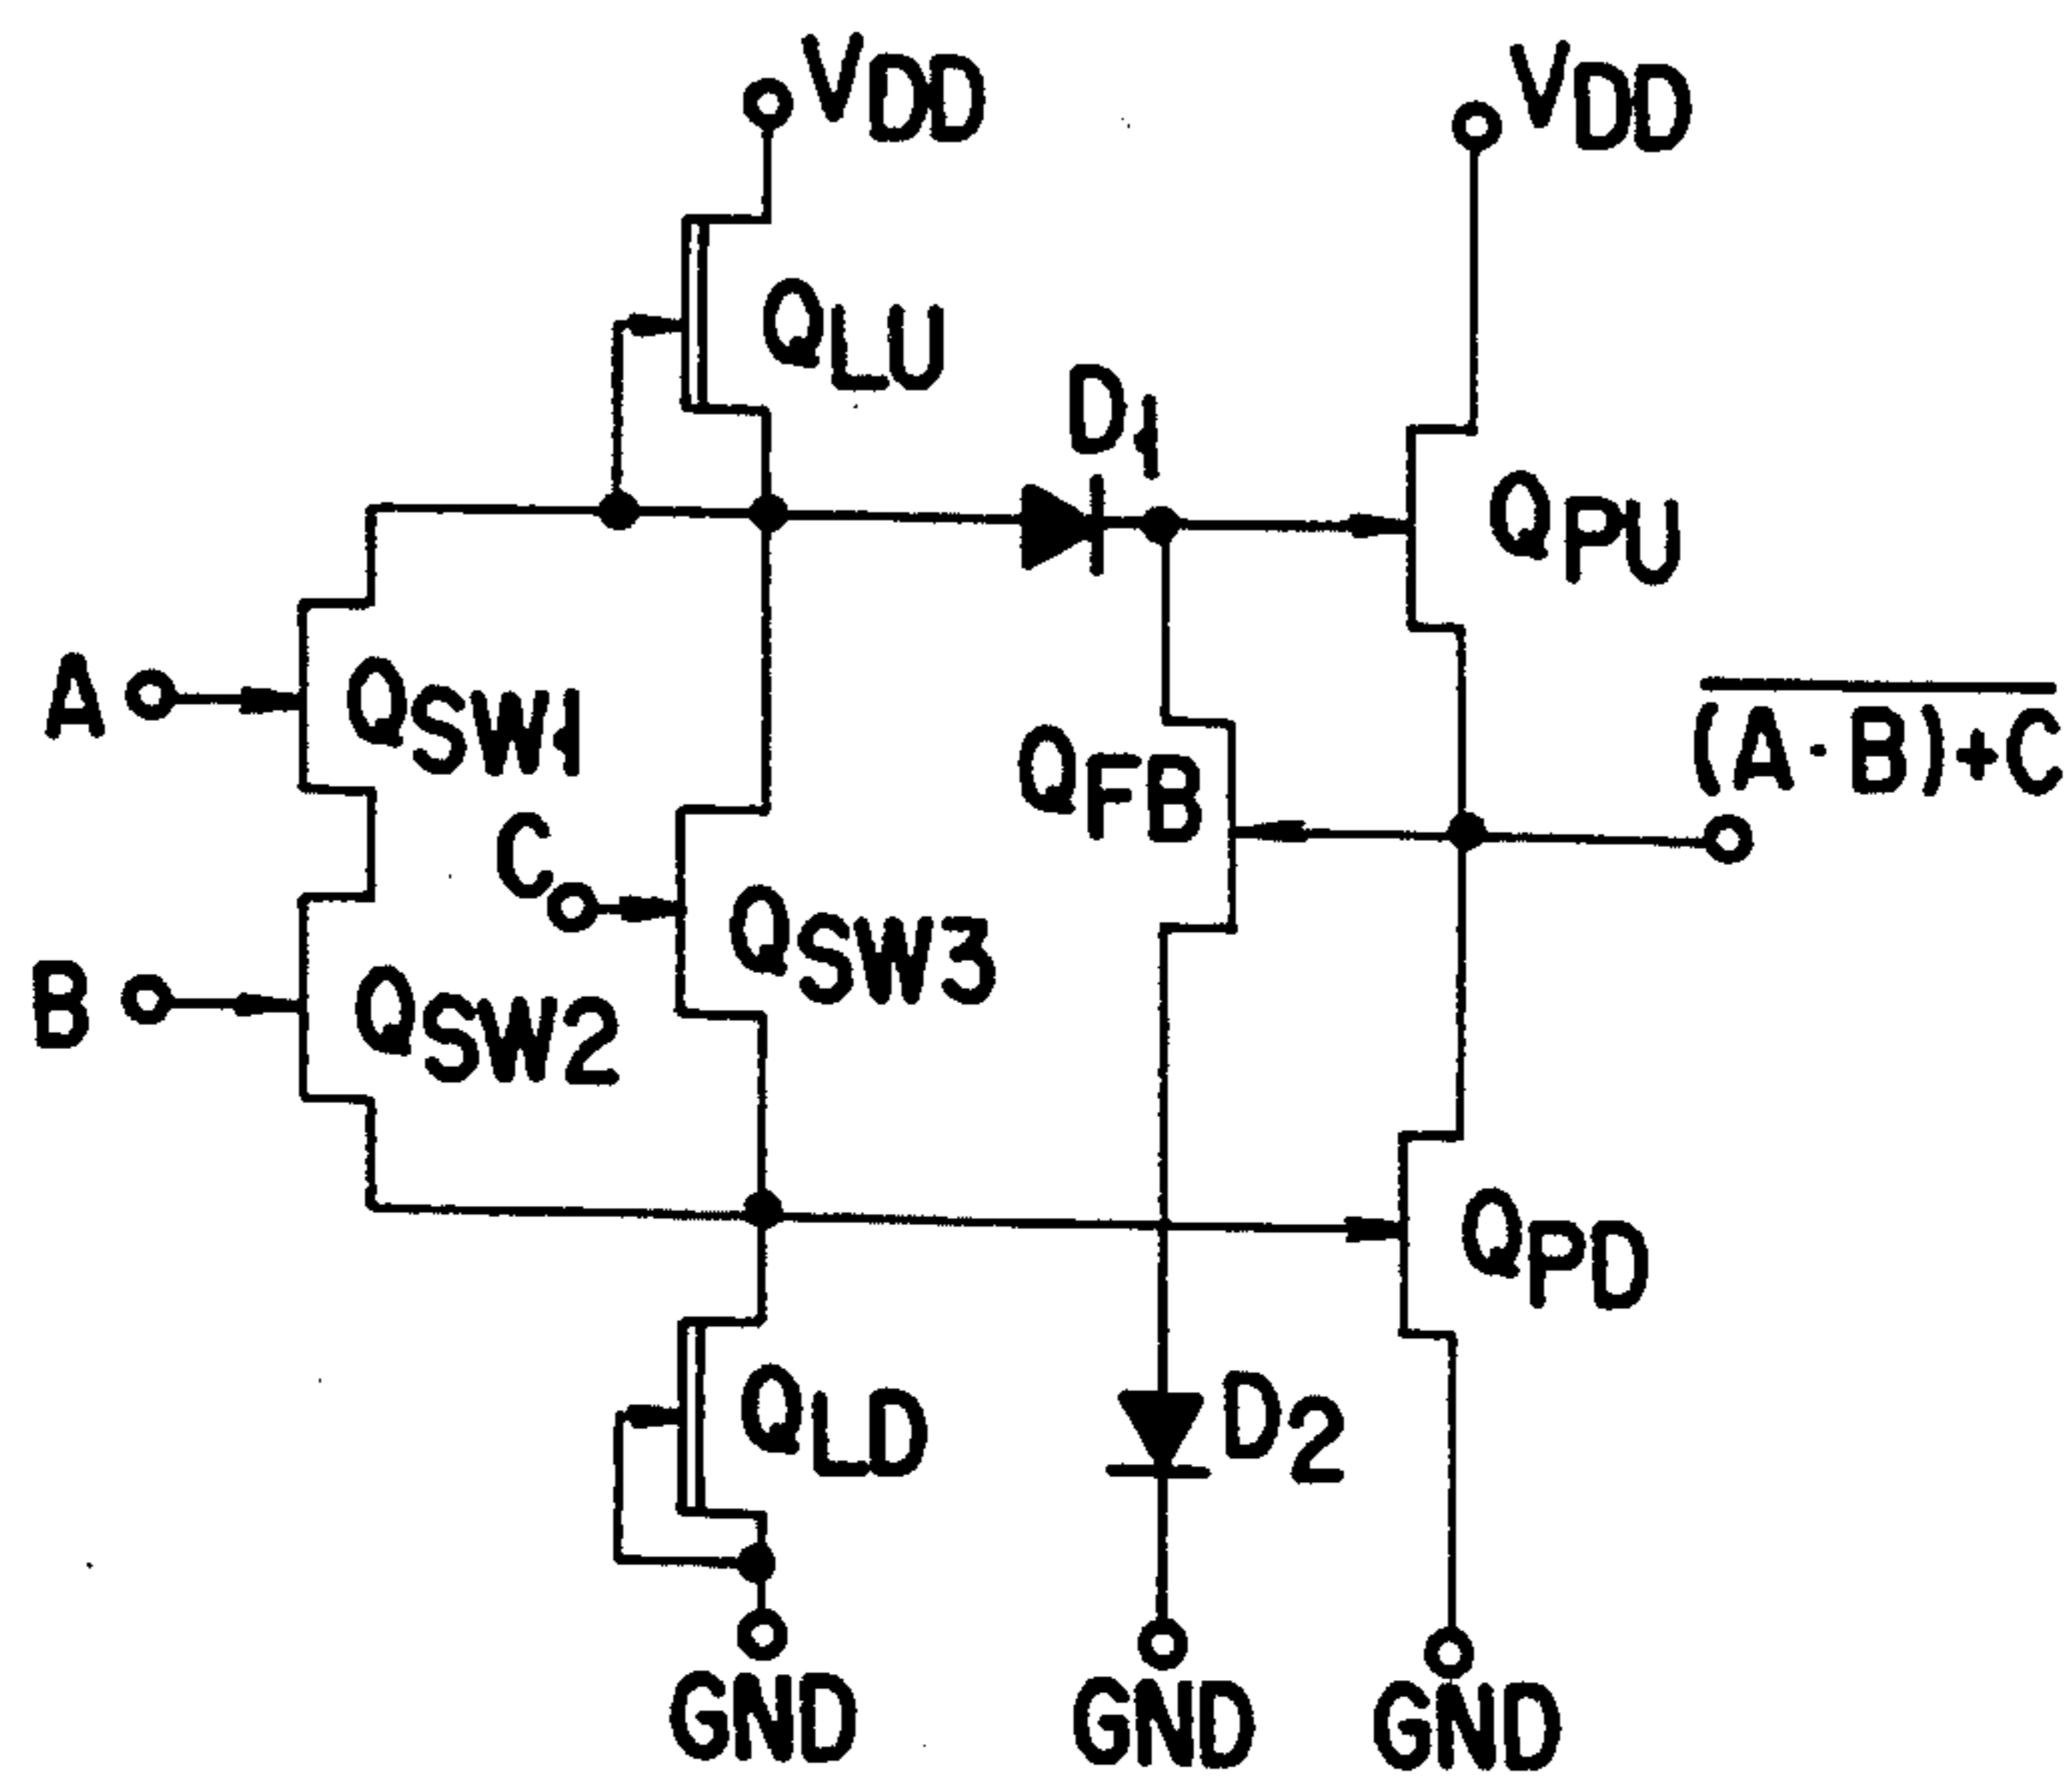 VDD
VDD
QLU
D1
QPU
A
QSW1
(A·B)+C
QFB
C
QSW3
B
QSW2
QPD
QLD
D2
GND
GND
GND